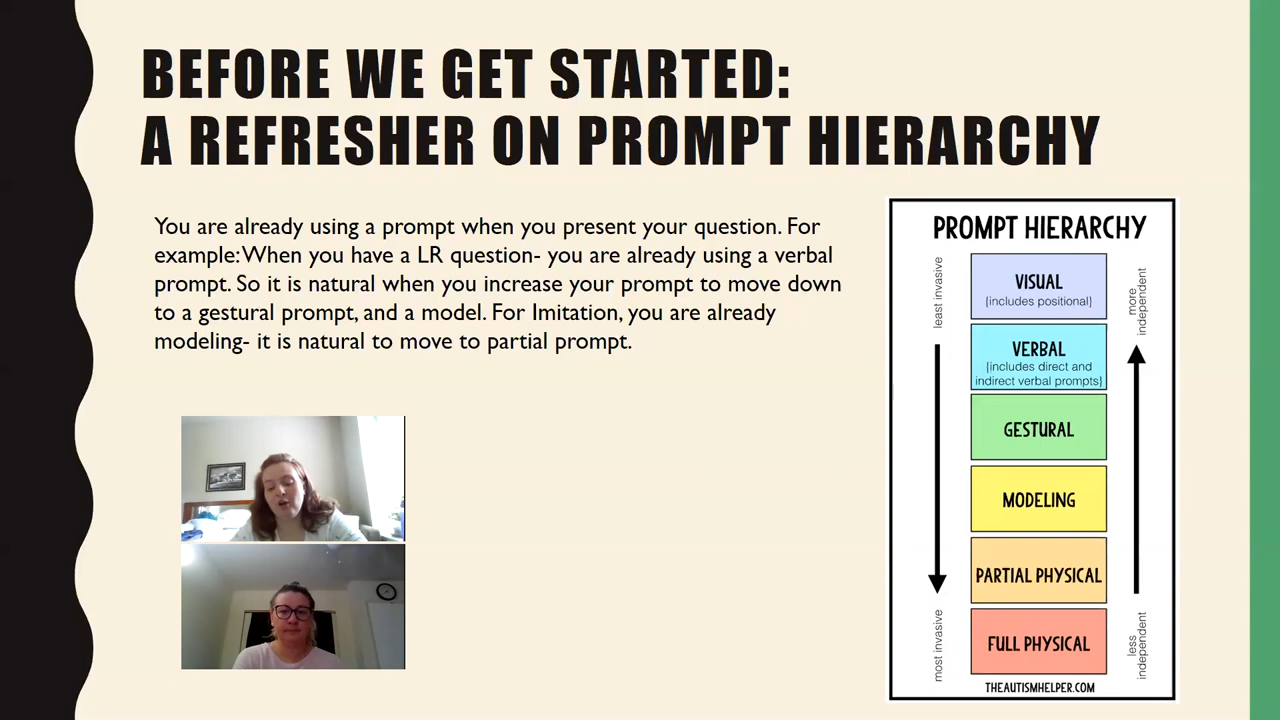 BEFORE WE GET STARTED:
A REFRESHER ON PROMPT HIERARCHY
You are already using a prompt when you present your question. For
example: When you have a LR question- you are already using a verbal
prompt. So it is natural when you increase your prompt to move down
to a gestural prompt, and a model. For Imitation, you are already
modeling- it is natural to move to partial prompt.
PROMPT HIERARCHY
least invasive
more
independent
VISUAL
{includes positional}
VERBAL
{includes direct and
indirect verbal prompts}
GESTURAL
MODELING
PARTIAL PHYSICAL
FULL PHYSICAL
most invasive
less
independent
THEAUTISMHELPER.COM